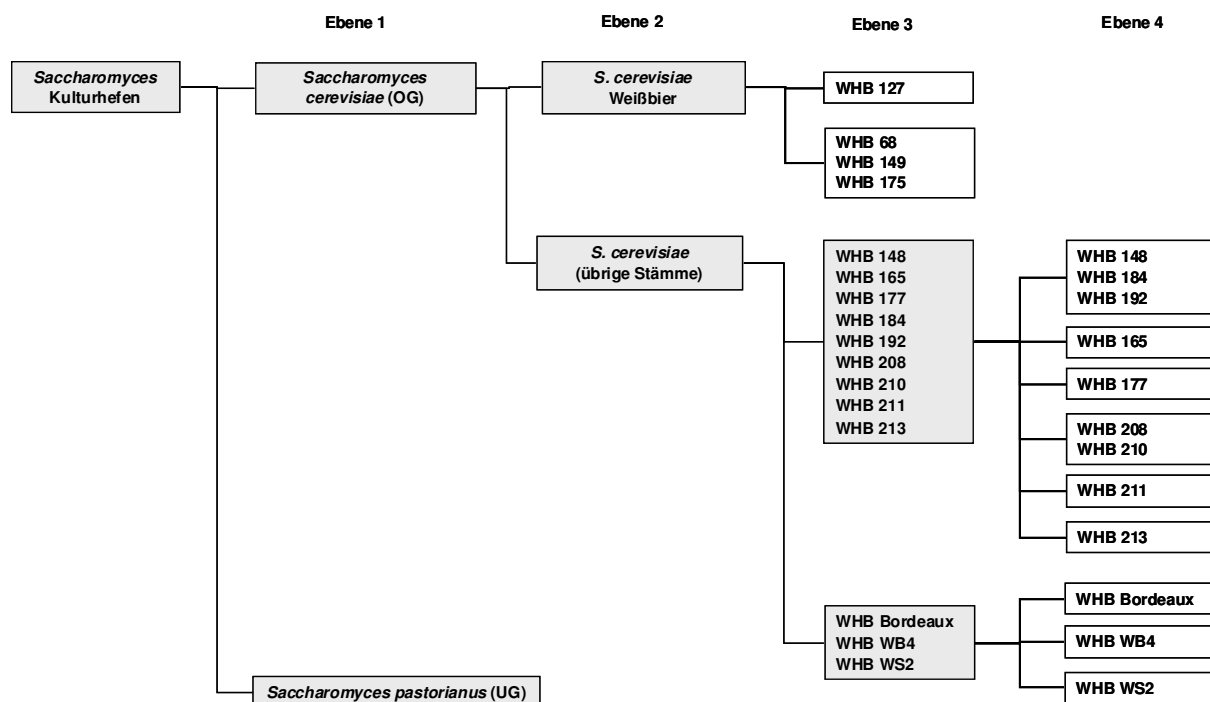 Ebene 1
Ebene 2
Ebene 3
Ebene 4
Saccharomyces
Kulturhefen
Saccharomyces
cerevisiae (OG)
S. cerevisiae
Weißbier
WHB 127
WHB 68
WHB 149
WHB 175
S. cerevisiae
(übrige Stämme)
WHB 148
WHB 165
WHB 177
WHB 184
WHB 192
WHB 208
WHB 210
WHB 211
WHB 213
WHB 148
WHB 184
WHB 192
WHB 165
WHB 177
WHB 208
WHB 210
WHB 211
WHB 213
WHB Bordeaux
WHB WB4
WHB WS2
WHB Bordeaux
WHB WB4
WHB WS2
Saccharomyces pastorianus (UG)